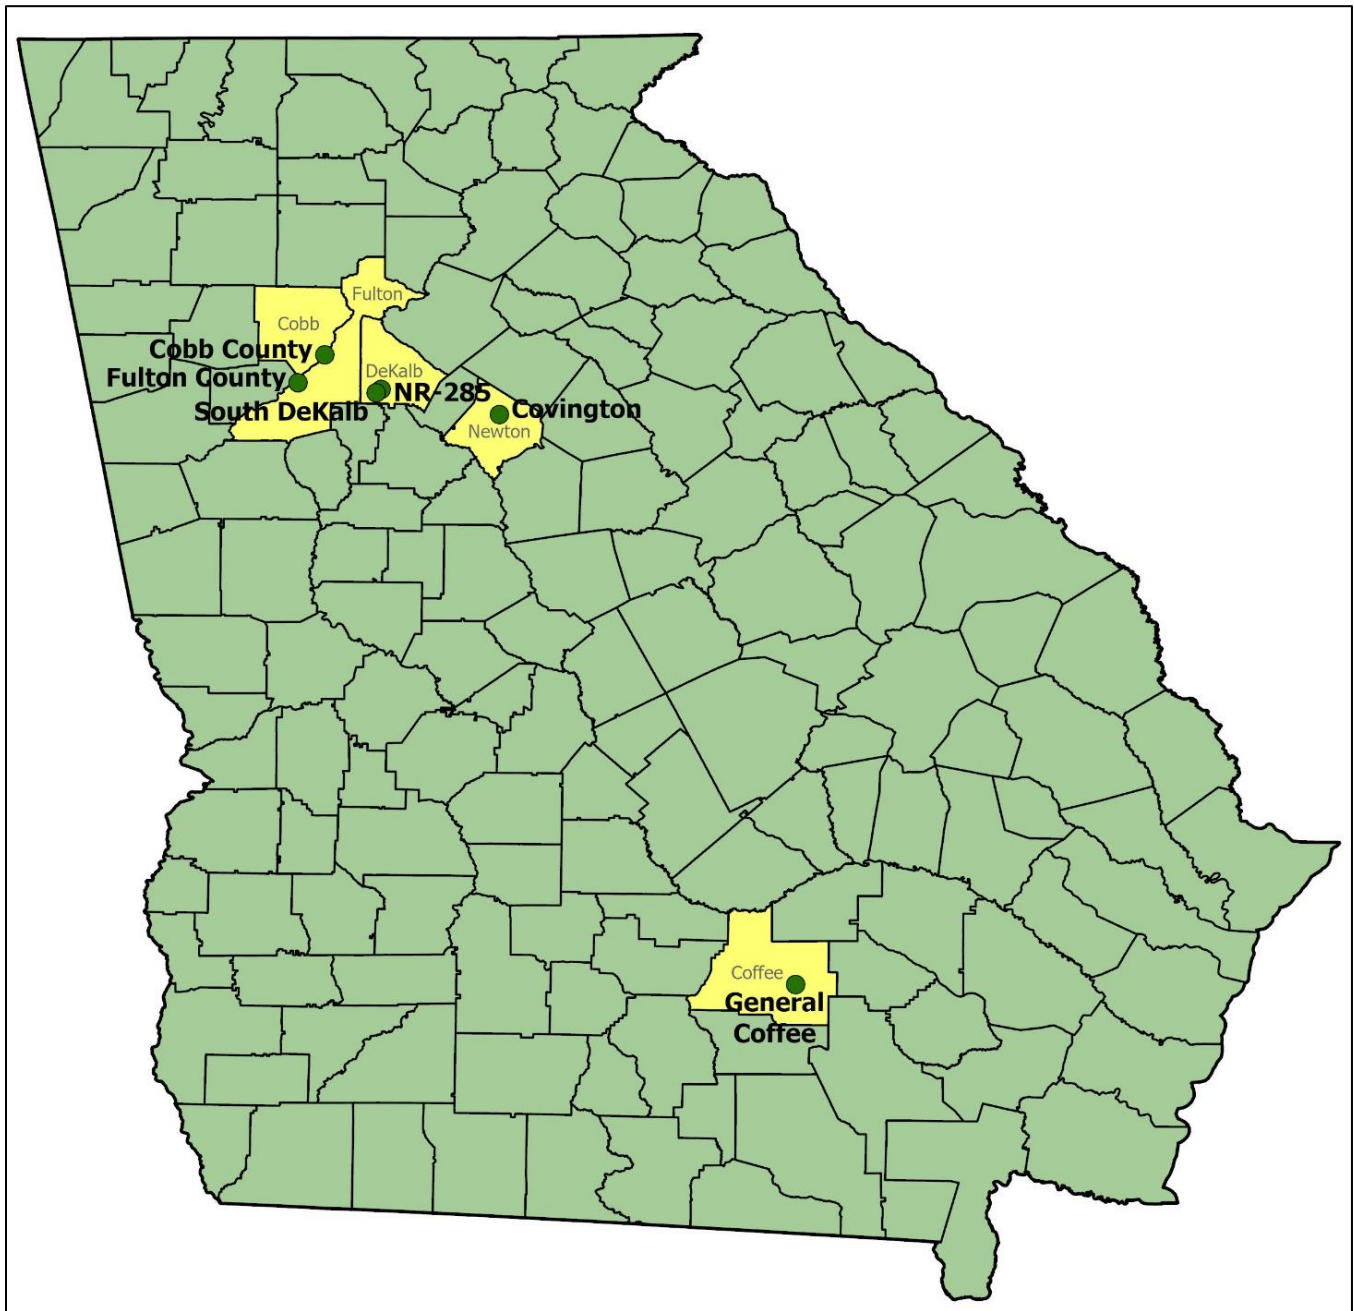 Fulton
Cobb
Cobb County
DeKalb
Fulton County
NR-285
South DeKalb
Covington
Newton
Coffee
General
Coffee